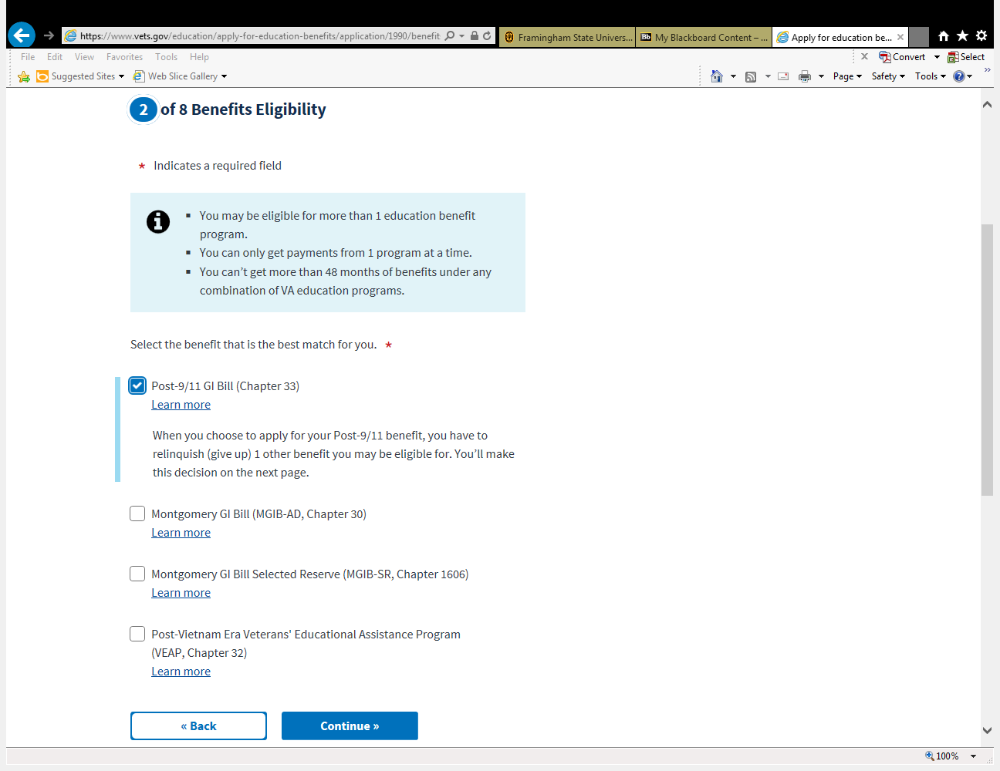 https://www.vets.gov/education/apply-for-education-benefits/application/1990/benefit
Framingham State Univers...
Bb My Blackboard Content – ...
Apply for education be...
File Edit View Favorites Tools Help
Convert Select
Suggested Sites Web Slice Gallery
Page Safety Tools
2 of 8 Benefits Eligibility
* Indicates a required field
You may be eligible for more than 1 education benefit
program.
You can only get payments from 1 program at a time.
You can’t get more than 48 months of benefits under any
combination of VA education programs.
Select the benefit that is the best match for you. *
Post-9/11 GI Bill (Chapter 33)
Learn more
When you choose to apply for your Post-9/11 benefit, you have to
relinquish (give up) 1 other benefit you may be eligible for. You’ll make
this decision on the next page.
Montgomery GI Bill (MGIB-AD, Chapter 30)
Learn more
Montgomery GI Bill Selected Reserve (MGIB-SR, Chapter 1606)
Learn more
Post-Vietnam Era Veterans' Educational Assistance Program
(VEAP, Chapter 32)
Learn more
« Back
Continue »
100%